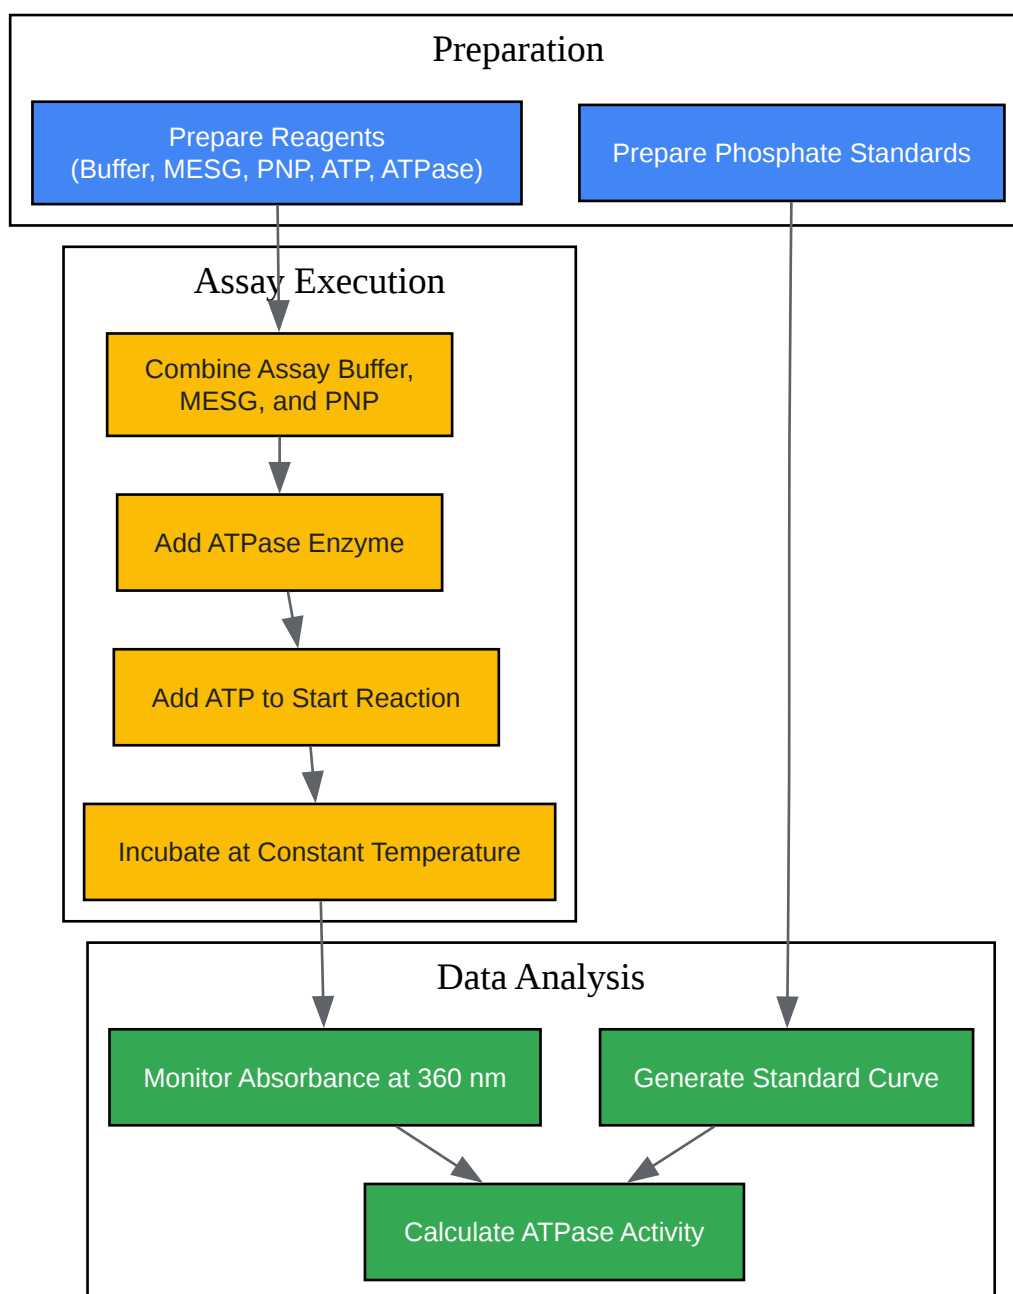 Preparation
Prepare Reagents
(Buffer, MESG, PNP, ATP, ATPase)
Prepare Phosphate Standards
Assay Execution
Combine Assay Buffer,
MESG, and PNP
Add ATPase Enzyme
Add ATP to Start Reaction
Incubate at Constant Temperature
Data Analysis
Monitor Absorbance at 360 nm
Generate Standard Curve
Calculate ATPase Activity